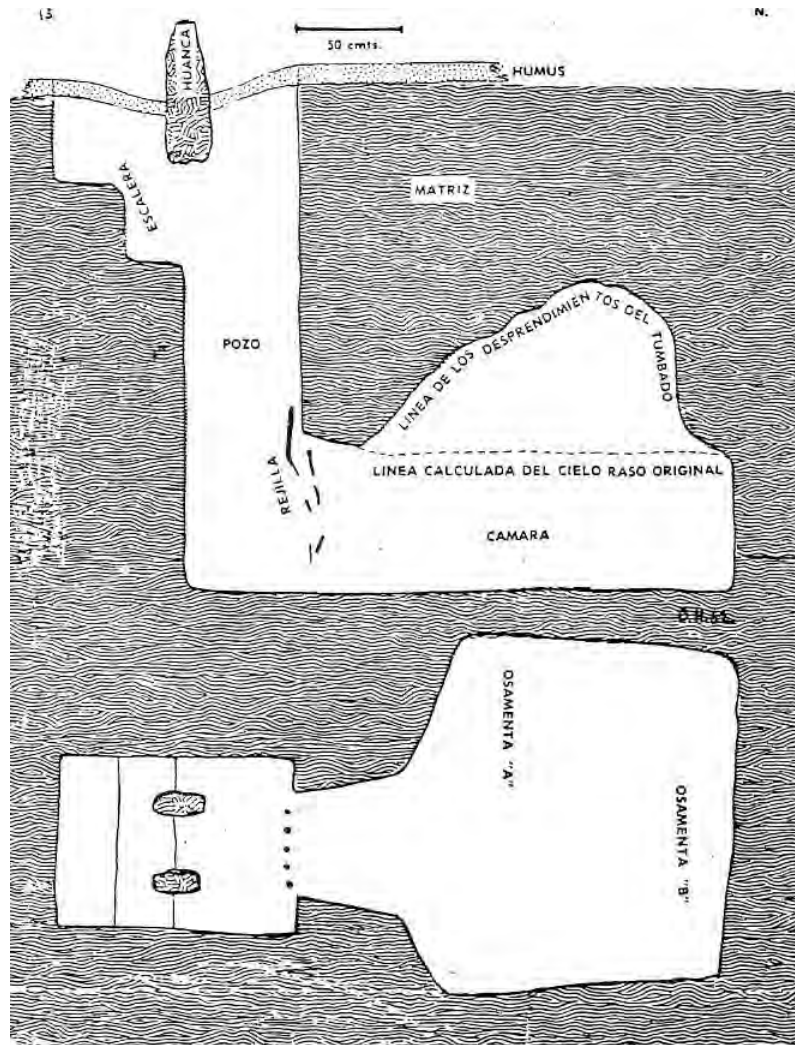 13.
N.
50 cmts.
HUANCA
HUMUS
MATRIZ
ESCALERA
POZO
LINEA DE LOS DESPRENDIMIENTOS DEL TUMBADO
REJILLA
LINEA CALCULADA DEL CIELO RASO ORIGINAL
CAMARA
OSAMENTA "A"
OSAMENTA "B"